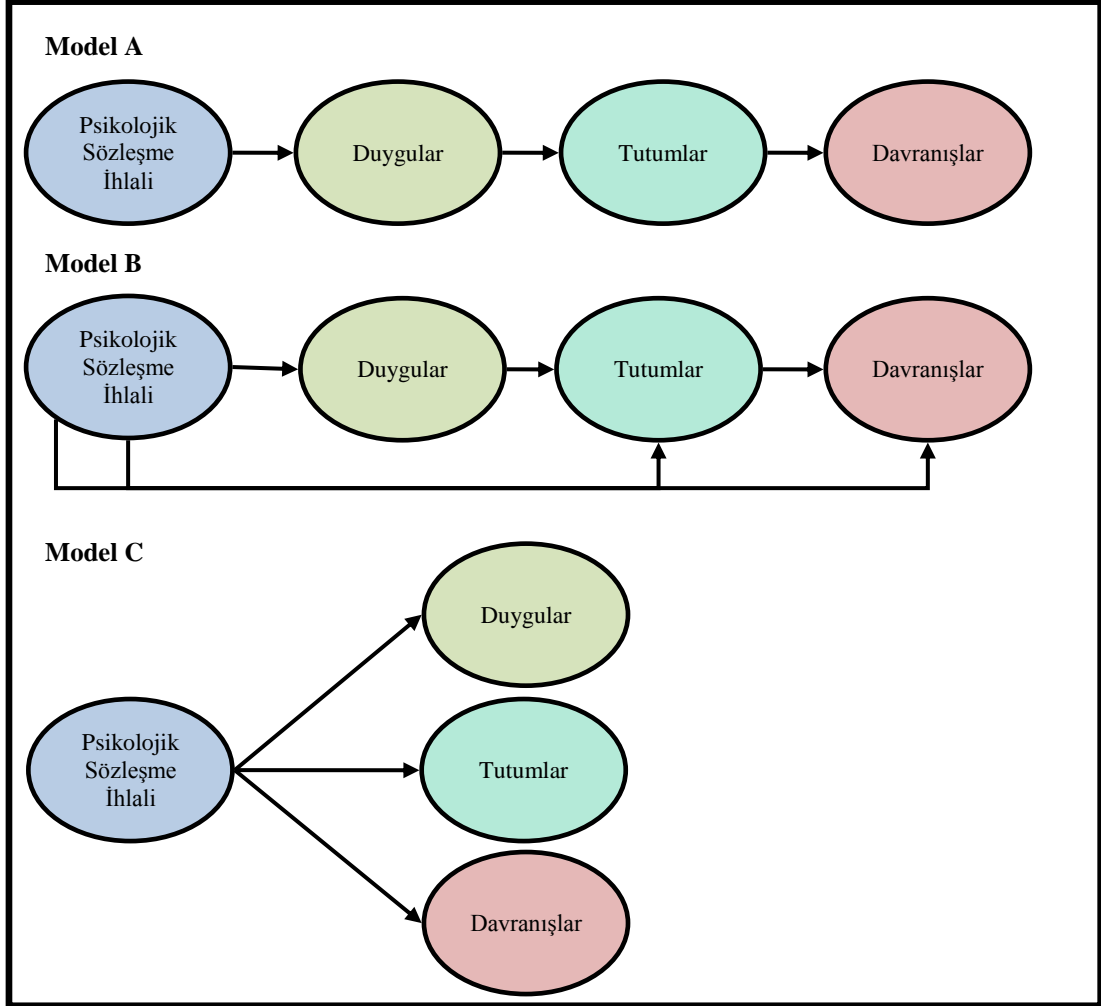 Model A
Psikolojik
Sözleşme
İhlali
Duygular
Tutumlar
Davranışlar
Model B
Psikolojik
Sözleşme
İhlali
Duygular
Tutumlar
Davranışlar
Model C
Duygular
Psikolojik
Sözleşme
İhlali
Tutumlar
Davranışlar